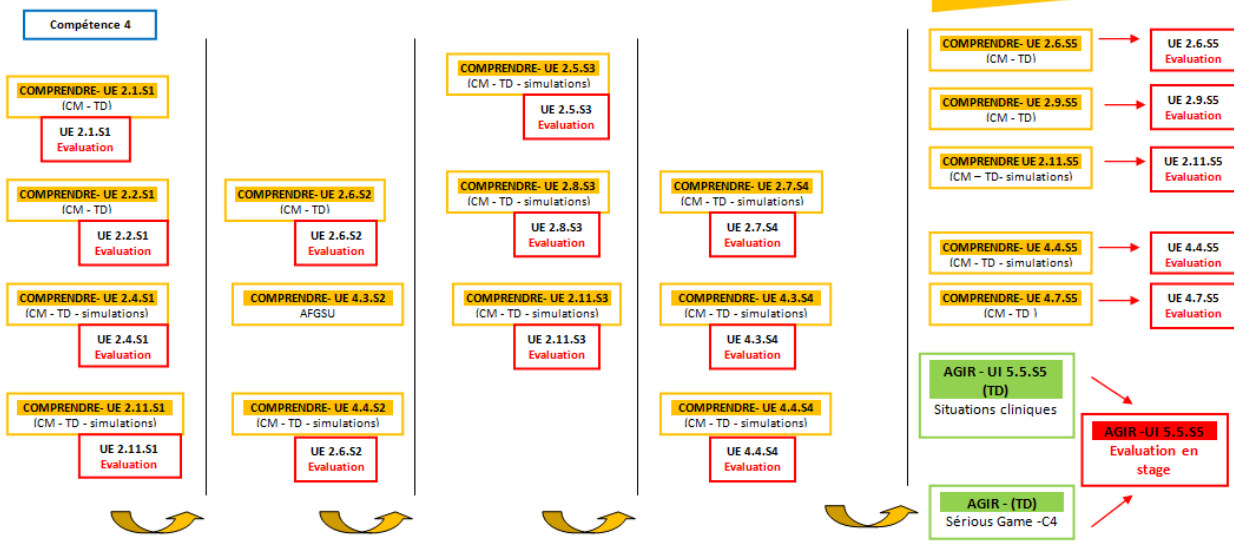 Compétence 4
COMPRENDRE- UE 2.1.S1
(CM - TD)
UE 2.1.S1
Evaluation
COMPRENDRE- UE 2.2.S1
(CM - TD)
UE 2.2.S1
Evaluation
COMPRENDRE- UE 2.4.S1
(CM - TD - simulations)
UE 2.4.S1
Evaluation
COMPRENDRE- UE 2.11.S1
(CM - TD - simulations)
UE 2.11.S1
Evaluation
COMPRENDRE- UE 2.6.S2
(CM - TD)
UE 2.6.S2
Evaluation
COMPRENDRE- UE 4.3.S2
AFGSU
COMPRENDRE- UE 4.4.S2
(CM - TD - simulations)
UE 2.6.S2
Evaluation
COMPRENDRE- UE 2.5.S3
(CM - TD - simulations)
UE 2.5.S3
Evaluation
COMPRENDRE- UE 2.8.S3
(CM - TD - simulations)
UE 2.8.S3
Evaluation
COMPRENDRE- UE 2.11.S3
(CM - TD - simulations)
UE 2.11.S3
Evaluation
COMPRENDRE- UE 2.7.S4
(CM - TD - simulations)
UE 2.7.S4
Evaluation
COMPRENDRE- UE 4.3.S4
(CM - TD - simulations)
UE 4.3.S4
Evaluation
COMPRENDRE- UE 4.4.S4
(CM - TD - simulations)
UE 4.4.S4
Evaluation
COMPRENDRE- UE 2.6.S5
(CM - TD)
UE 2.6.S5
Evaluation
COMPRENDRE- UE 2.9.S5
(CM - TD)
UE 2.9.S5
Evaluation
COMPRENDRE UE 2.11.S5
(CM – TD- simulations)
UE 2.11.S5
Evaluation
COMPRENDRE- UE 4.4.S5
(CM - TD - simulations)
UE 4.4.S5
Evaluation
COMPRENDRE- UE 4.7.S5
(CM - TD )
UE 4.7.S5
Evaluation
AGIR - UI 5.5.S5
(TD)
Situations cliniques
AGIR -UI 5.5.S5
Evaluation en
stage
AGIR - (TD)
Sérious Game -C4